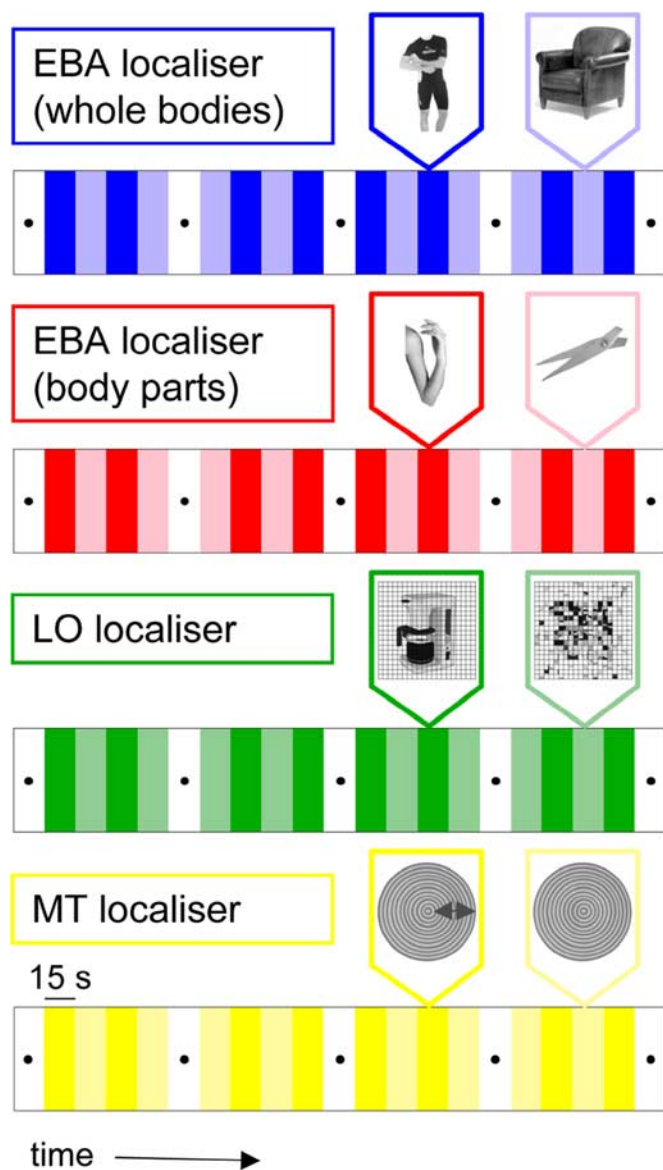 EBA localiser
(whole bodies)
EBA localiser
(body parts)
LO localiser
MT localiser
15 s
time